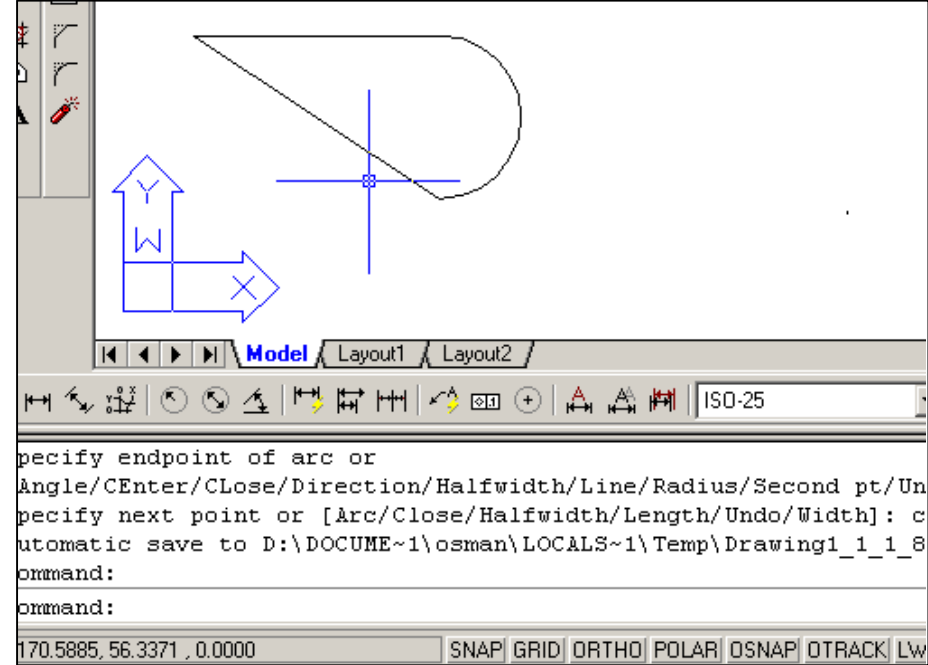 Y
W
X
Model Layout1 Layout2
ISO-25
pecify endpoint of arc or
Angle/CEnter/CLose/Direction/Halfwidth/Line/Radius/Second pt/Un
pecify next point or [Arc/Close/Halfwidth/Length/Undo/Width]: c
utomatic save to D:\DOCUME~1\osman\LOCALS~1\Temp\Drawing1_1_1_8
ommand:
ommand:
170.5885, 56.3371 , 0.0000 SNAP GRID ORTHO POLAR OSNAP OTRACK LW